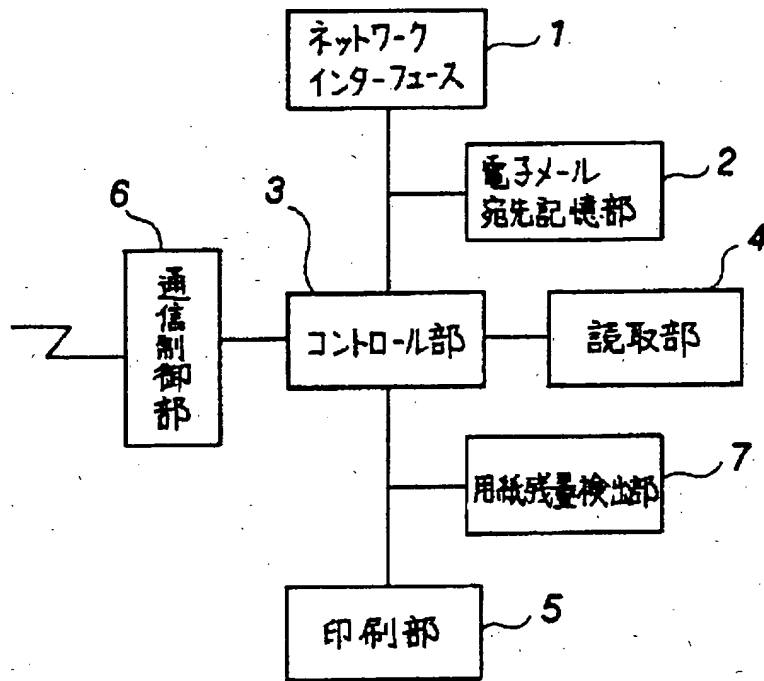 ネットワーク
インターフェース
1
電子メール
宛先記憶部
2
6
3
4
通信制御部
コントロール部
読取部
7
用紙残量検出部
印刷部
5